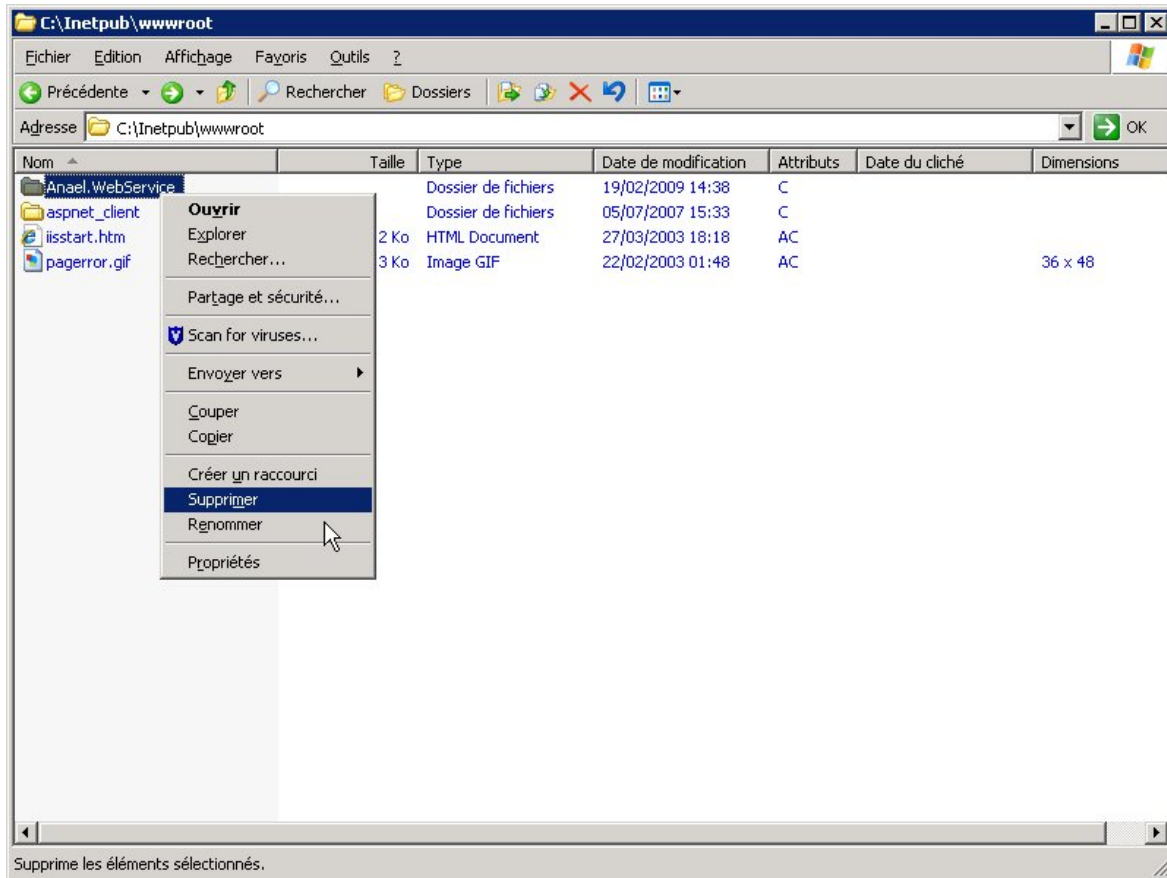 C:\Inetpub\wwwroot
Fichier Edition Affichage Favoris Outils ?
Précédente Rechercher Dossiers
Adresse C:\Inetpub\wwwroot OK
Nom Taille Type Date de modification Attributs Date du cliché Dimensions
Anael.WebService Dossier de fichiers 19/02/2009 14:38 C
aspnet_client Dossier de fichiers 05/07/2007 15:33 C
iisstart.htm 2 Ko HTML Document 27/03/2003 18:18 AC
pagerror.gif 3 Ko Image GIF 22/02/2003 01:48 AC 36 x 48
Ouvrir
Explorer
Rechercher...
Partage et sécurité...
Scan for viruses...
Envoyer vers
Couper
Copier
Créer un raccourci
Supprimer
Renommer
Propriétés
Supprime les éléments sélectionnés.